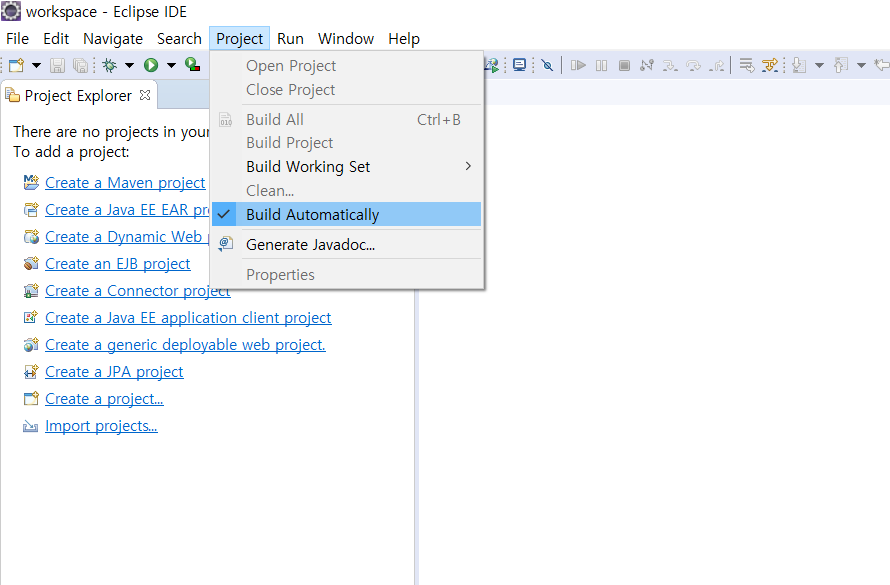 workspace - Eclipse IDE
File Edit Navigate Search Project Run Window Help
Project Explorer
There are no projects in your
To add a project:
Create a Maven project
Create a Java EE EAR pr
Create a Dynamic Web
Create an EJB project
Create a Connector project
Create a Java EE application client project
Create a generic deployable web project.
Create a JPA project
Create a project...
Import projects...
Open Project
Close Project
010 Build All Ctrl+B
Build Project
Build Working Set
Clean...
Build Automatically
@ Generate Javadoc...
Properties